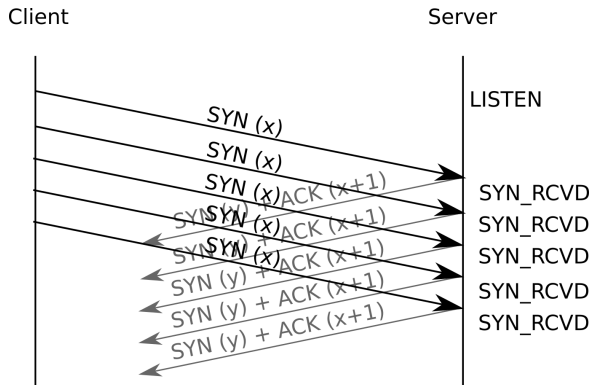 Client
Server
LISTEN
SYN (x)
SYN (x)
SYN (x)
SYN (x)
SYN (x)
SYN (y) + ACK (x+1)
SYN (y) + ACK (x+1)
SYN (y) + ACK (x+1)
SYN (y) + ACK (x+1)
SYN (y) + ACK (x+1)
SYN_RCVD
SYN_RCVD
SYN_RCVD
SYN_RCVD
SYN_RCVD